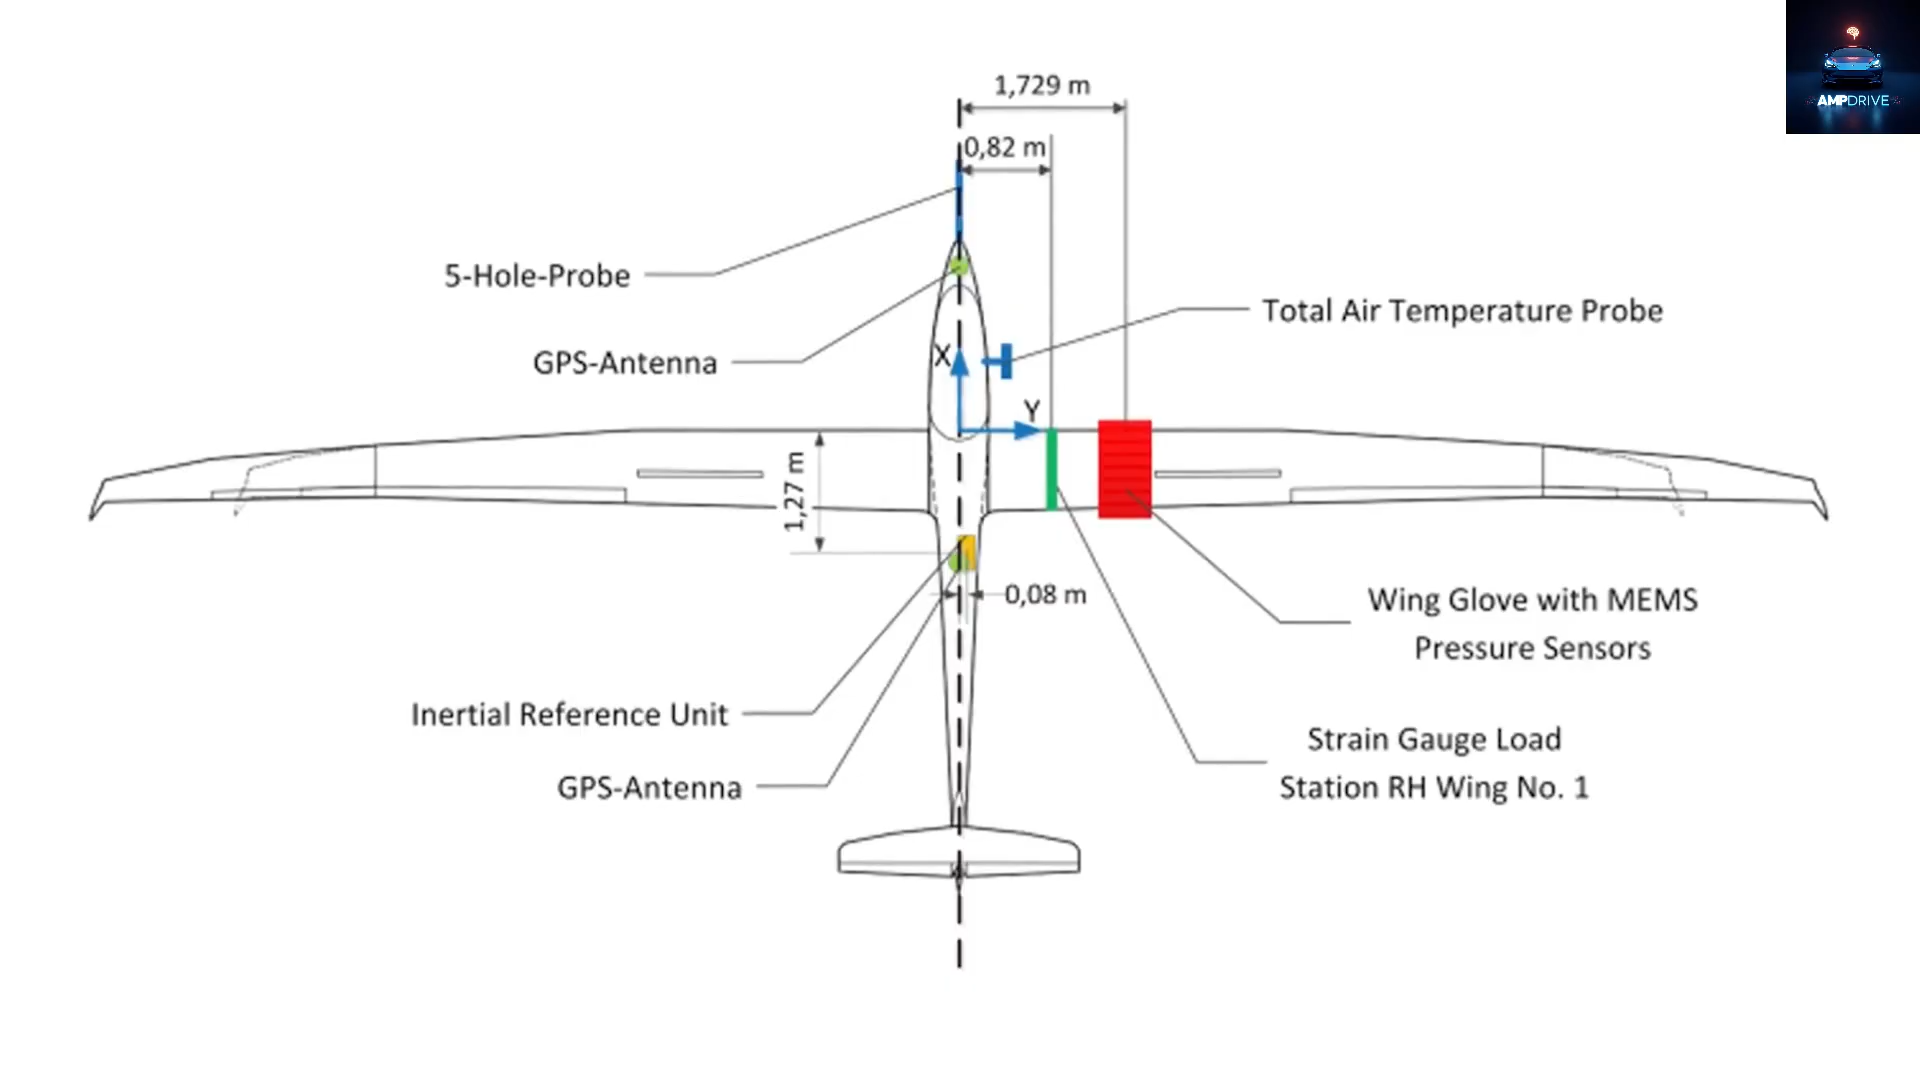 AMPDRIVE
1,729 m
0,82 m
5-Hole-Probe
Total Air Temperature Probe
GPS-Antenna
X
Y
1,27 m
0,08 m
Wing Glove with MEMS
Pressure Sensors
Inertial Reference Unit
Strain Gauge Load
Station RH Wing No. 1
GPS-Antenna